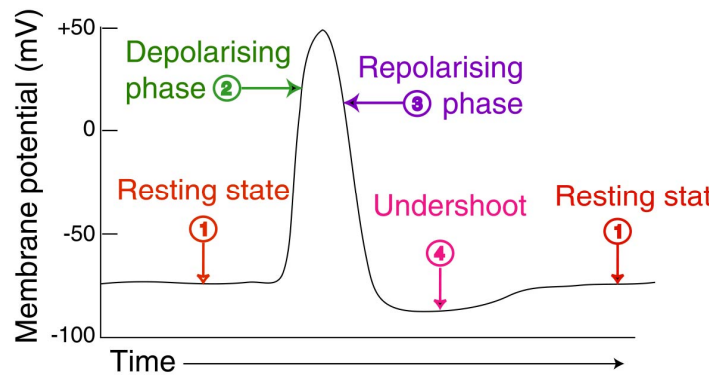 Membrane potential (mV)
+50
0
-50
-100
Depolarising
phase 2
Repolarising
3 phase
Resting state
1
Undershoot
4
Resting stat
1
Time